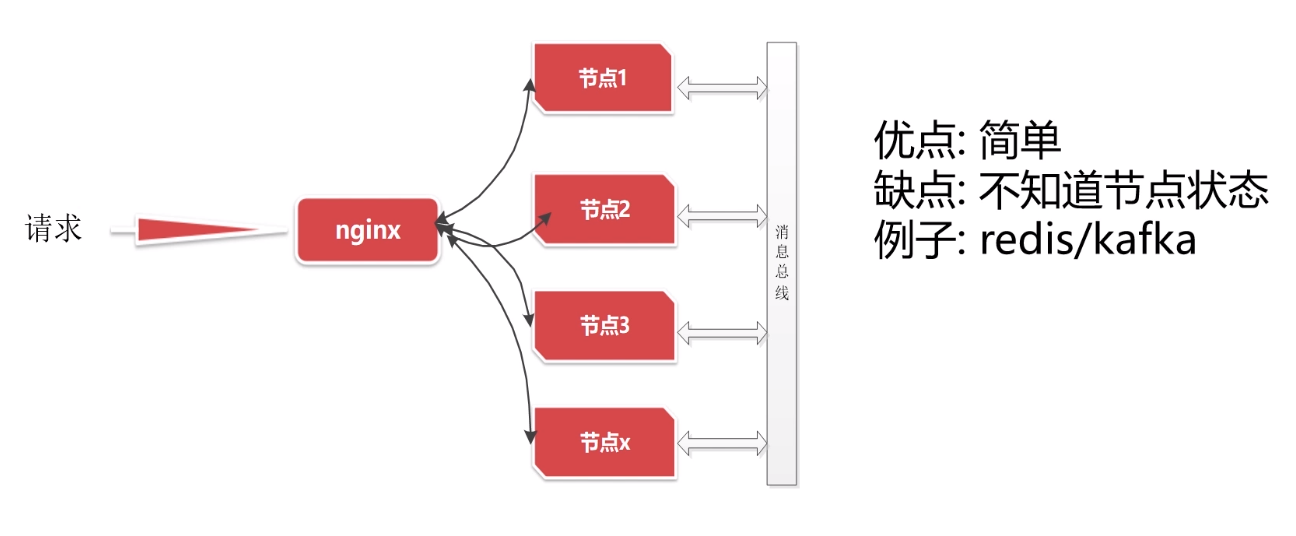 请求
nginx
节点1
节点2
节点3
节点x
消息总线
优点: 简单
缺点: 不知道节点状态
例子: redis/kafka